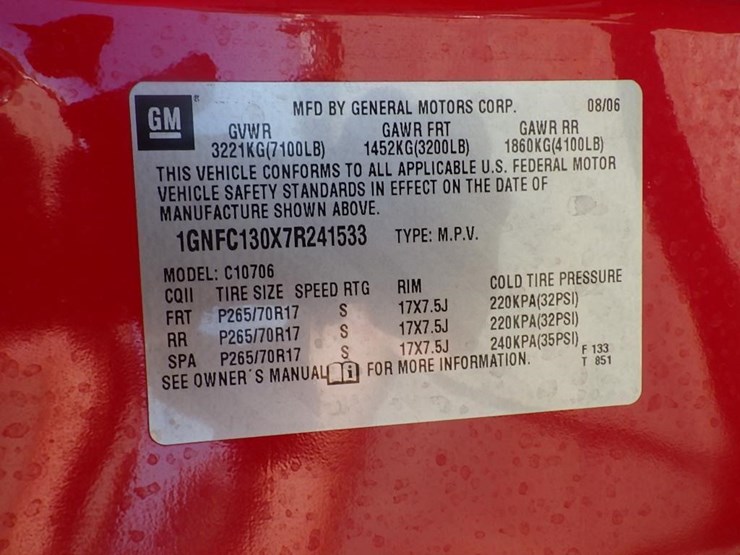 GM ® MFD BY GENERAL MOTORS CORP. 08/06
GVWR GAWR FRT GAWR RR
3221KG(7100LB) 1452KG(3200LB) 1860KG(4100LB)
THIS VEHICLE CONFORMS TO ALL APPLICABLE U.S. FEDERAL MOTOR
VEHICLE SAFETY STANDARDS IN EFFECT ON THE DATE OF
MANUFACTURE SHOWN ABOVE.
1GNFC130X7R241533 TYPE: M.P.V.
MODEL: C10706
CQII TIRE SIZE SPEED RTG RIM COLD TIRE PRESSURE
FRT P265/70R17 S 17X7.5J 220KPA(32PSI)
RR P265/70R17 S 17X7.5J 220KPA(32PSI)
SPA P265/70R17 S 17X7.5J 240KPA(35PSI)
SEE OWNER'S MANUAL i FOR MORE INFORMATION.
F 133
T 851